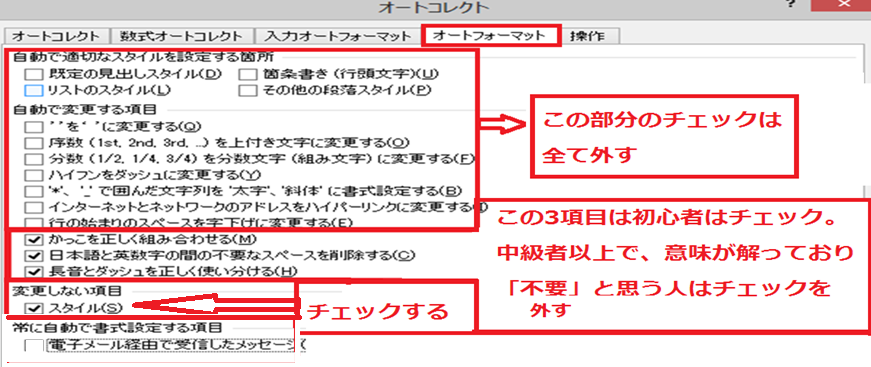 オートコレクト
?
オートコレクト 数式オートコレクト 入力オートフォーマット オートフォーマット 操作
自動で適切なスタイルを設定する箇所
既定の見出しスタイル(D) 箇条書き (行頭文字)(U)
リストのスタイル(L) その他の段落スタイル(P)
自動で変更する項目
' 'を‘ ’に変更する(Q)
序数 (1st, 2nd, 3rd, ...) を上付き文字に変更する(O)
分数 (1/2, 1/4, 3/4) を分数文字 (組み文字) に変更する(F)
ハイフンをダッシュに変更する(Y)
'*'、'_' で囲んだ文字列を '太字'、'斜体' に書式設定する(B)
インターネットとネットワークのアドレスをハイパーリンクに変更する
行の始まりのスペースを字下げに変更する(E)
この部分のチェックは
全て外す
かっこを正しく組み合わせる(M)
日本語と英数字の間の不要なスペースを削除する(C)
長音とダッシュを正しく使い分ける(H)
この3項目は初心者はチェック。
中級者以上で、意味が解っており
「不要」と思う人はチェックを
外す
変更しない項目
スタイル(S)
チェックする
常に自動で書式設定する項目
電子メール経由で受信したメッセージ(